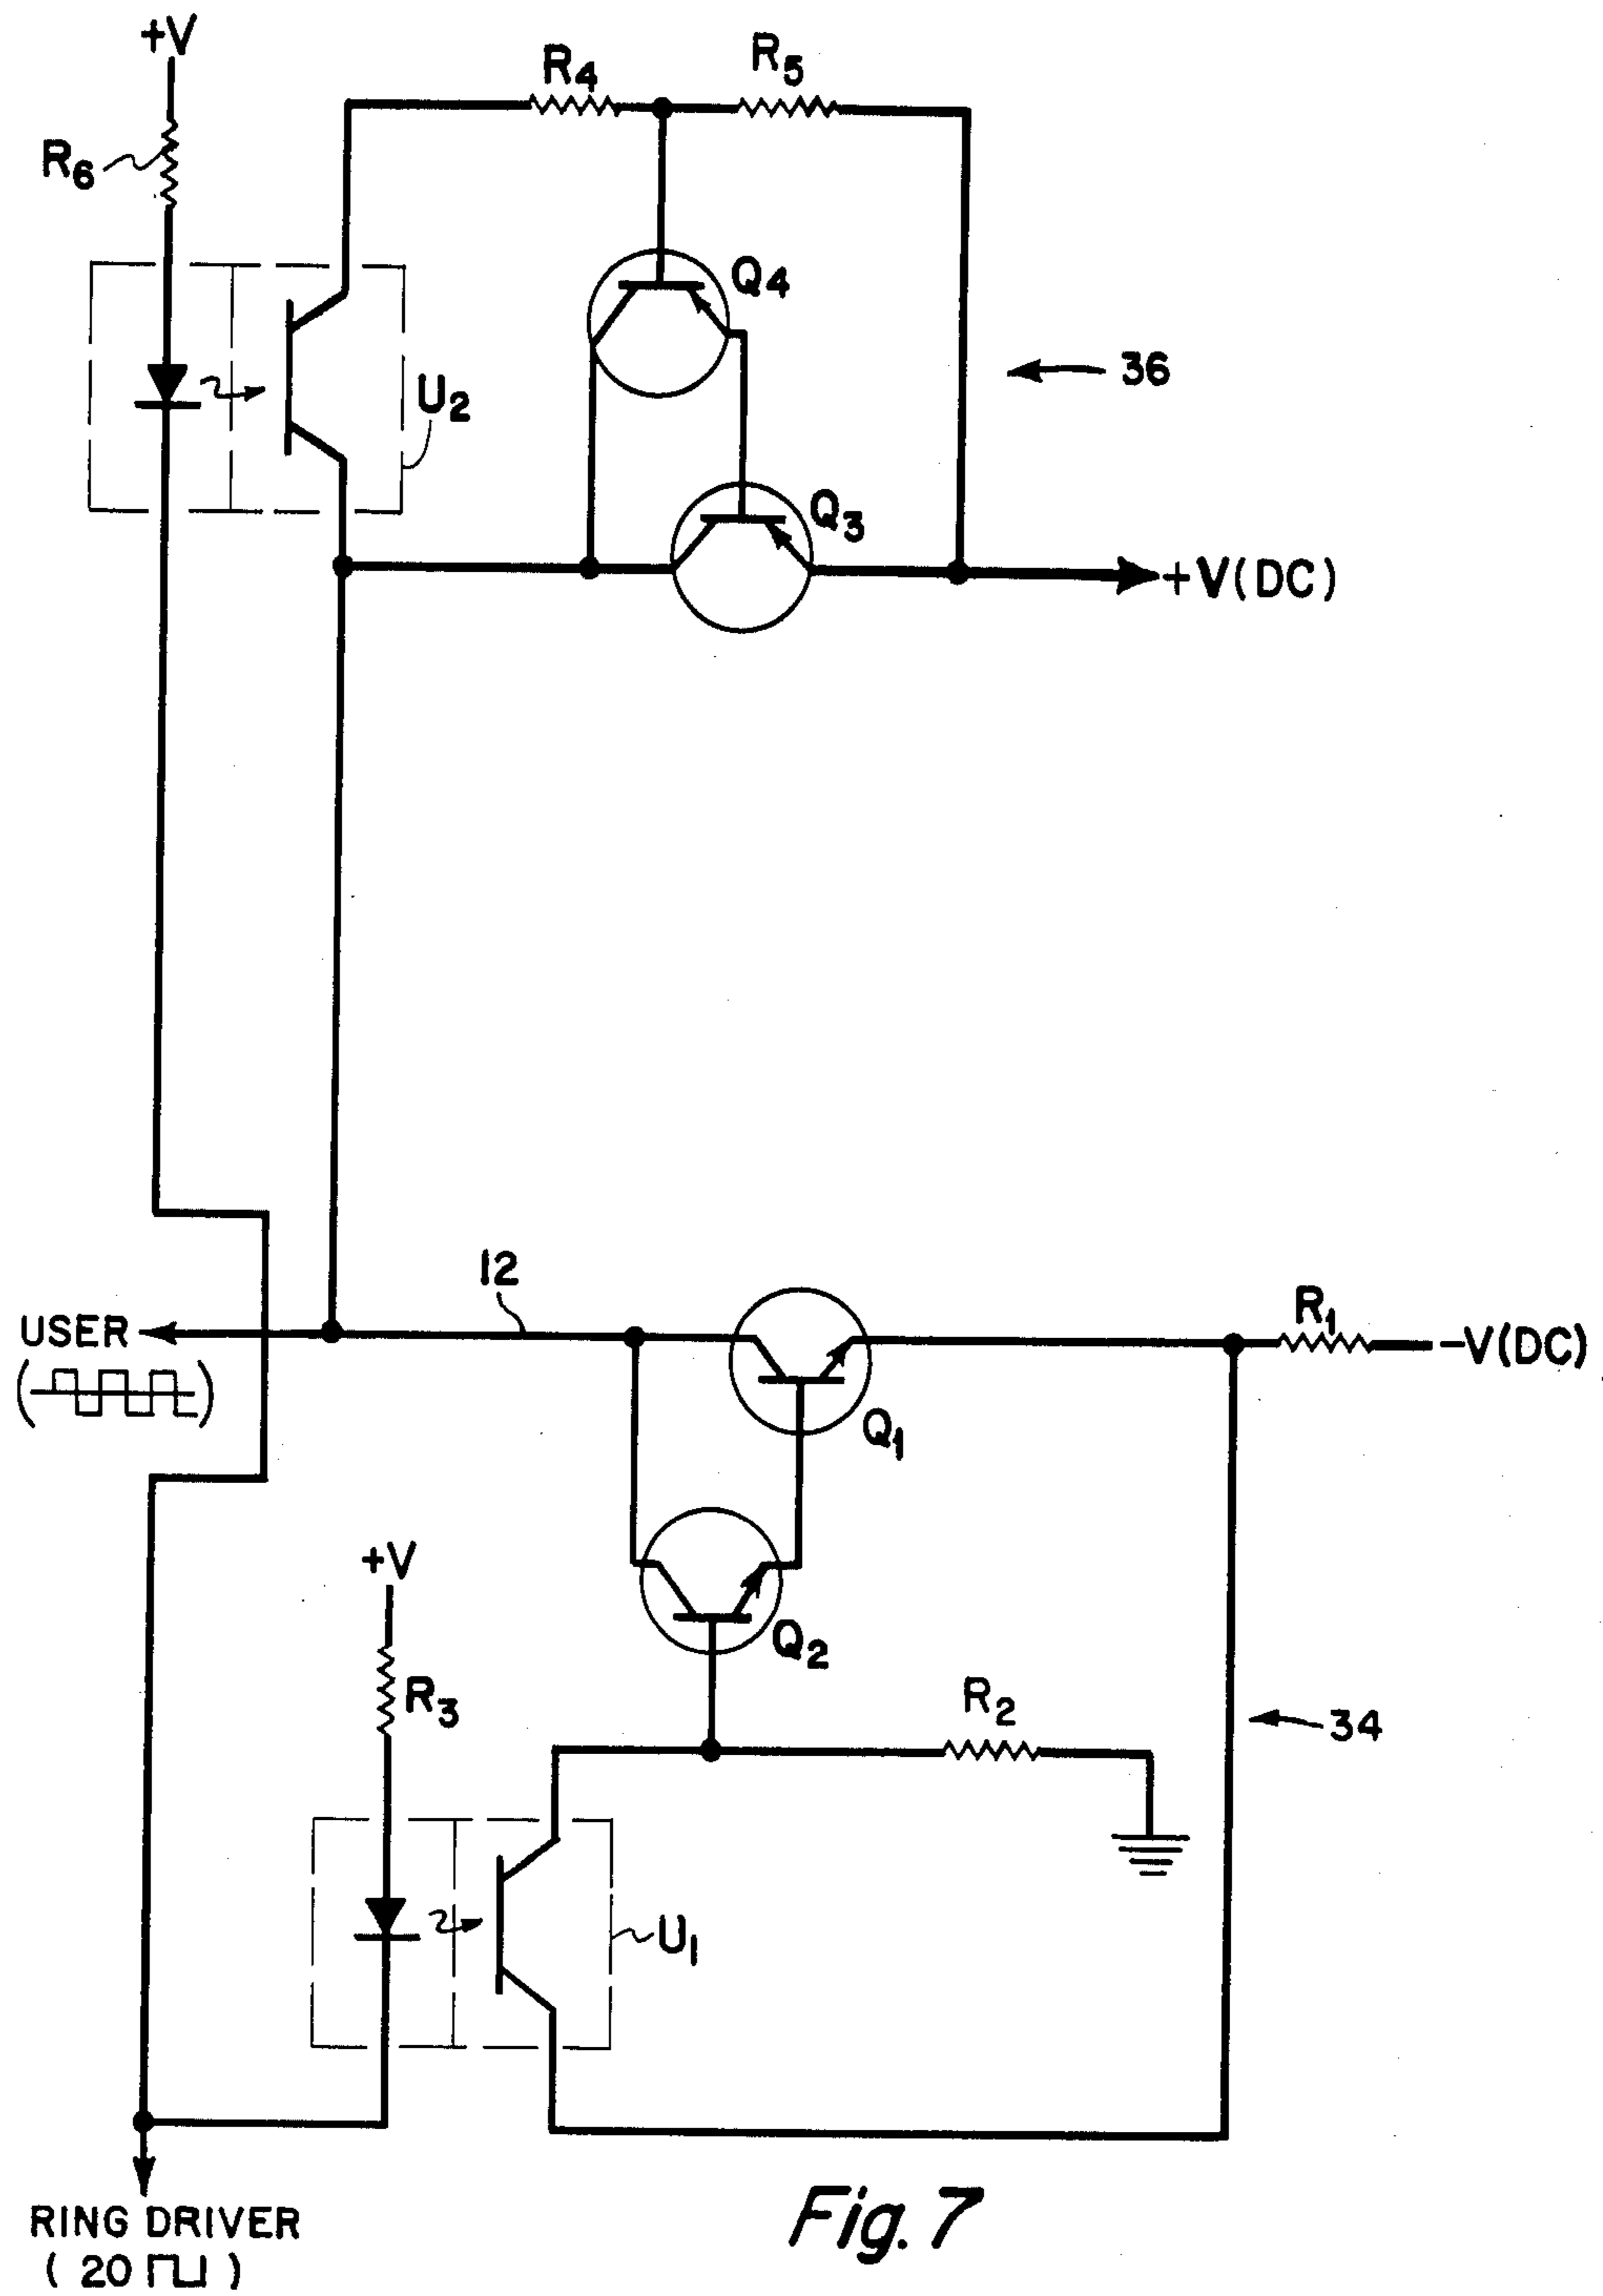 +V
R4
R5
R6
Q4
36
U2
Q3
+V(DC)
12
R1
USER
-V(DC)
Q1
+V
Q2
R3
R2
34
U1
RING DRIVER
( 20 )
Fig. 7